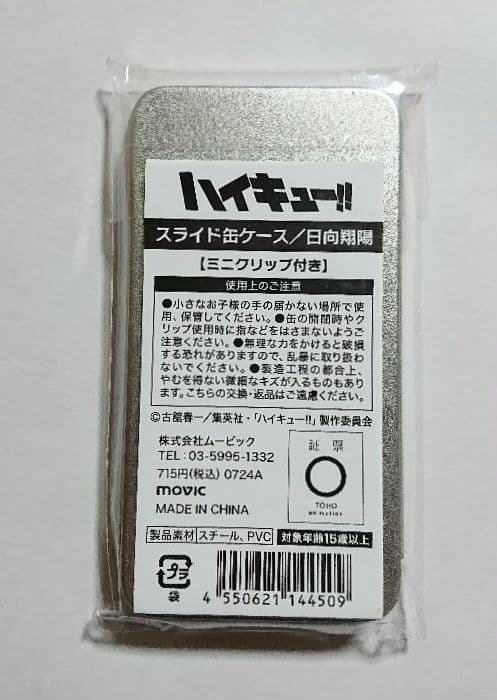 ハイキュー!!
スライド缶ケース/日向翔陽
【ミニクリップ付き】
使用上のご注意
●小さなお子様の手の届かない場所で使
用、保管してください。●缶の開閉時やク
リップ使用時に指などをはさまないようご
注意ください。●無理な力をかけると破損
する恐れがありますので、乱暴に取り扱わ
ないでください。●製造工程の都合上、
やむを得ない微細なキズが入るものもあり
ます。こちらの交換・返品はご遠慮ください。
©古舘春一/集英社・「ハイキュー!!」製作委員会
株式会社ムービック
TEL：03-5995-1332
715円(税込) 0724A
movic
MADE IN CHINA
証票
TOHO
animation
製品素材 スチール、PVC 対象年齢15歳以上
プラ
袋
4 550621 144509